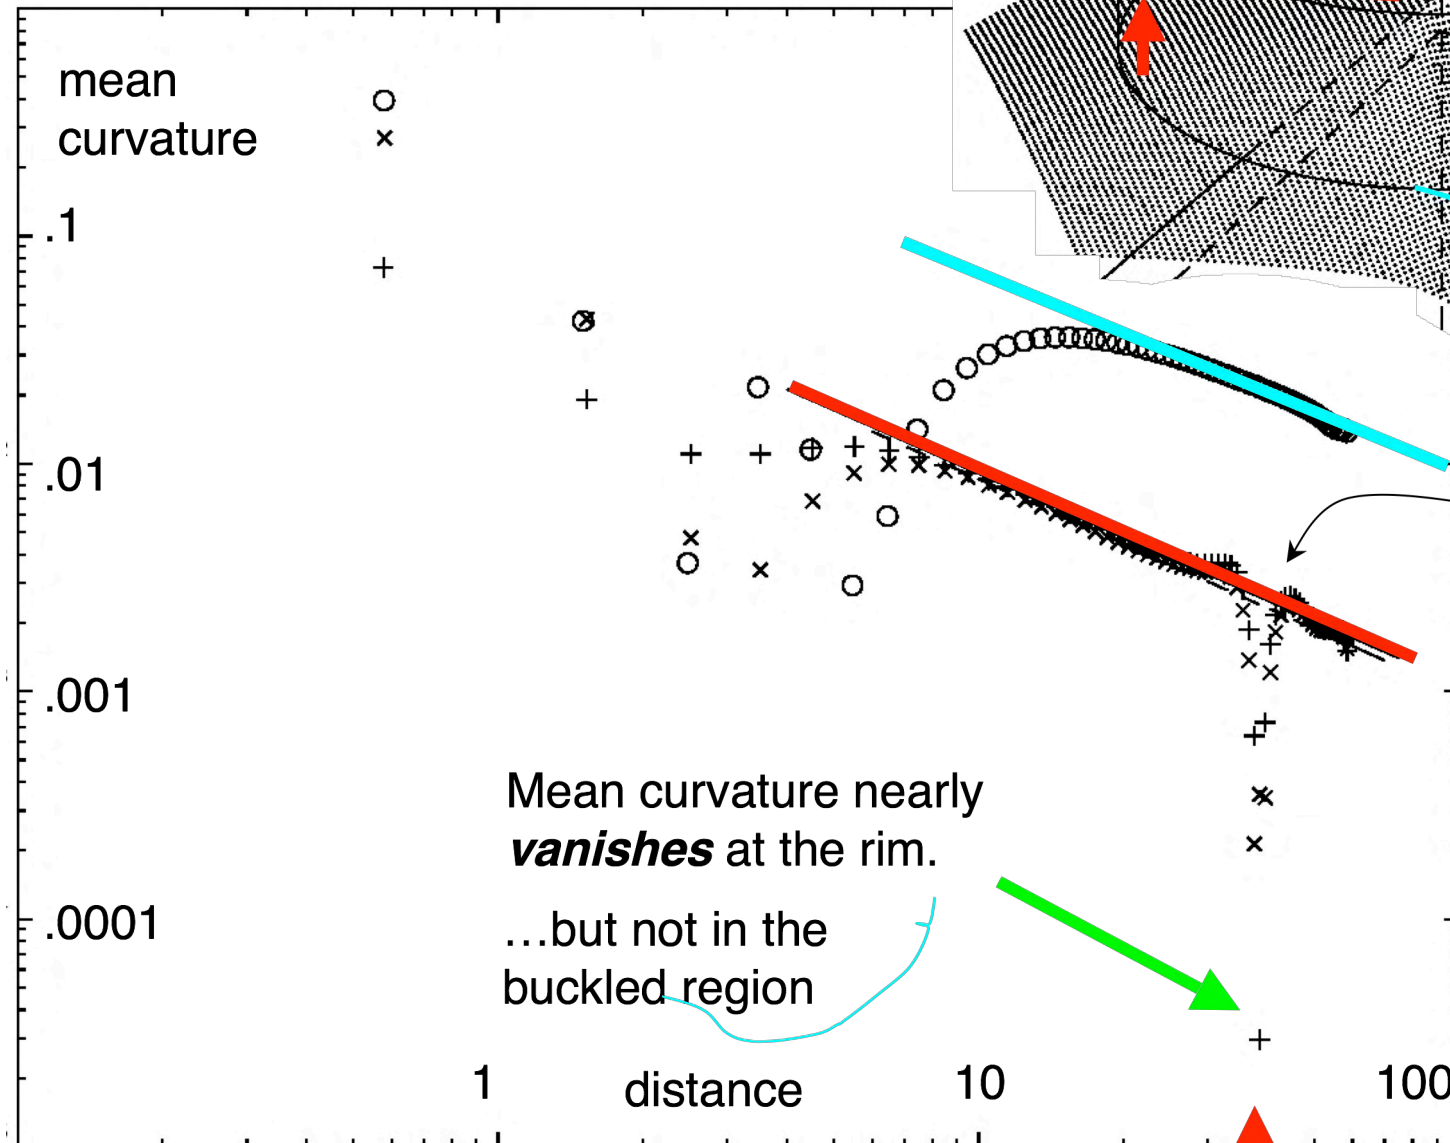 mean
curvature
.1
.01
.001
.0001
Mean curvature nearly
vanishes at the rim.
…but not in the
buckled region
1
10
100
distance